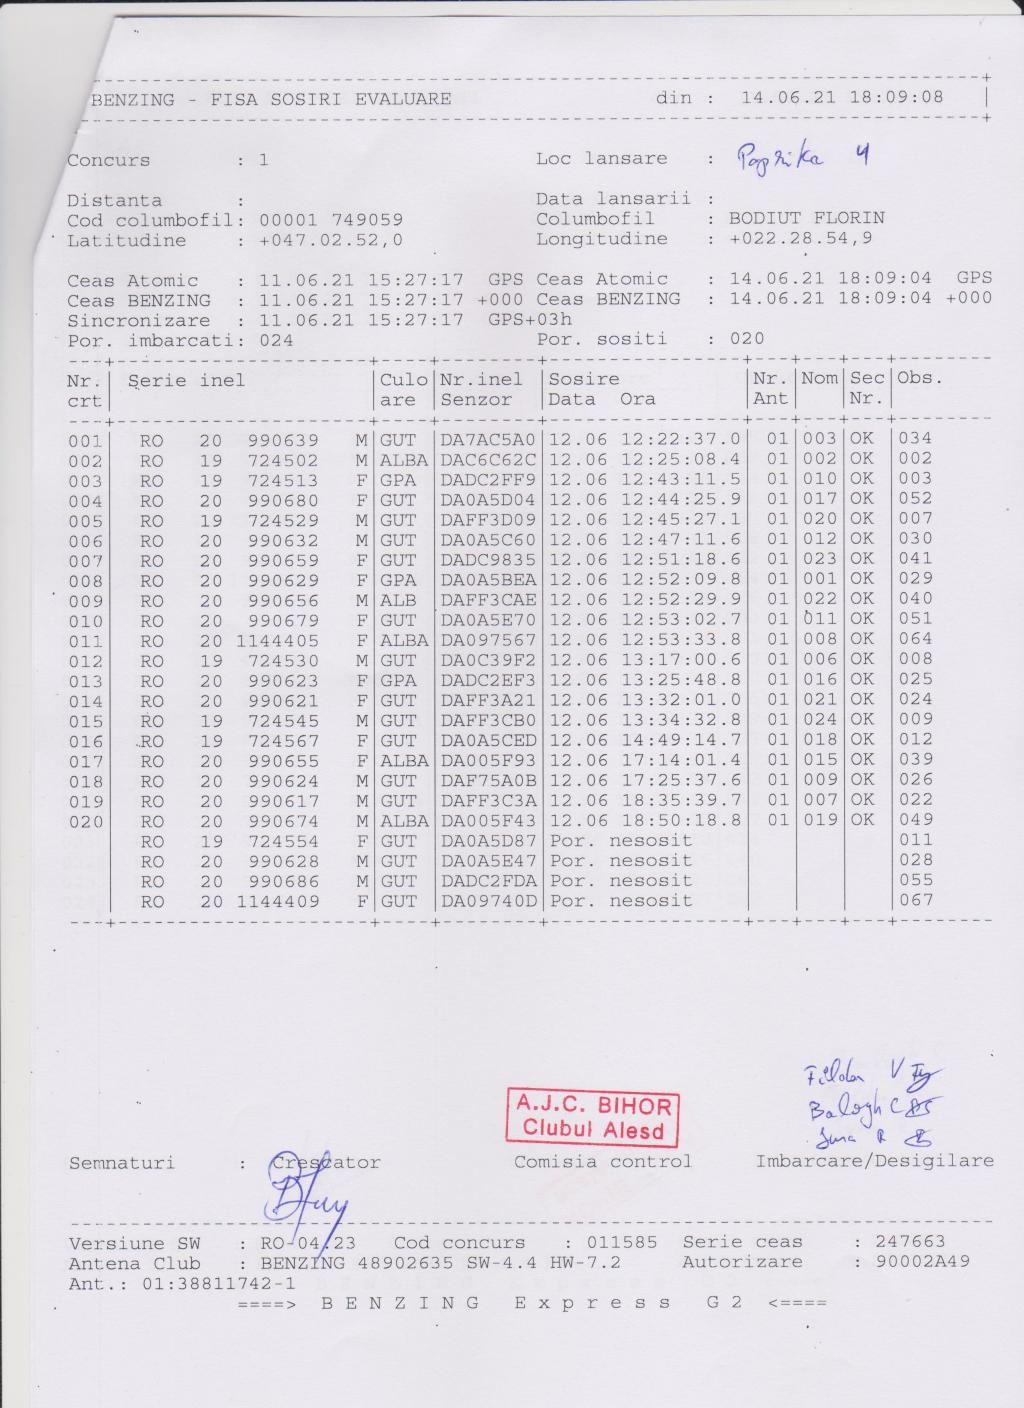 BENZING - FISA SOSIRI EVALUARE din : 14.06.21 18:09:08
Concurs : 1 Loc lansare : Paprika 4
Distanta : Data lansarii :
Cod columbofil: 00001 749059 Columbofil : BODIUT FLORIN
Latitudine : +047.02.52,0 Longitudine : +022.28.54,9
Ceas Atomic : 11.06.21 15:27:17 GPS Ceas Atomic : 14.06.21 18:09:04 GPS
Ceas BENZING : 11.06.21 15:27:17 +000 Ceas BENZING : 14.06.21 18:09:04 +000
Sincronizare : 11.06.21 15:27:17 GPS+03h
Por. imbarcati: 024 Por. sositi : 020
Nr. Serie inel Culo Nr.inel Sosire Nr. Nom Sec Obs.
crt are Senzor Data Ora Ant Nr.
001 RO 20 990639 M GUT DA7AC5A0 12.06 12:22:37.0 01 003 OK 034
002 RO 19 724502 M ALBA DAC6C62C 12.06 12:25:08.4 01 002 OK 002
003 RO 19 724513 F GPA DADC2FF9 12.06 12:43:11.5 01 010 OK 003
004 RO 20 990680 F GUT DA0A5D04 12.06 12:44:25.9 01 017 OK 052
005 RO 19 724529 M GUT DAFF3D09 12.06 12:45:27.1 01 020 OK 007
006 RO 20 990632 M GUT DA0A5C60 12.06 12:47:11.6 01 012 OK 030
007 RO 20 990659 F GUT DADC9835 12.06 12:51:18.6 01 023 OK 041
008 RO 20 990629 F GPA DA0A5BEA 12.06 12:52:09.8 01 001 OK 029
009 RO 20 990656 M ALB DAFF3CAE 12.06 12:52:29.9 01 022 OK 040
010 RO 20 990679 F GUT DA0A5E70 12.06 12:53:02.7 01 011 OK 051
011 RO 20 1144405 F ALBA DA097567 12.06 12:53:33.8 01 008 OK 064
012 RO 19 724530 M GUT DA0C39F2 12.06 13:17:00.6 01 006 OK 008
013 RO 20 990623 F GPA DADC2EF3 12.06 13:25:48.8 01 016 OK 025
014 RO 20 990621 F GUT DAFF3A21 12.06 13:32:01.0 01 021 OK 024
015 RO 19 724545 M GUT DAFF3CB0 12.06 13:34:32.8 01 024 OK 009
016 RO 19 724567 F GUT DA0A5CED 12.06 14:49:14.7 01 018 OK 012
017 RO 20 990655 F ALBA DA005F93 12.06 17:14:01.4 01 015 OK 039
018 RO 20 990624 M GUT DAF75A0B 12.06 17:25:37.6 01 009 OK 026
019 RO 20 990617 M GUT DAFF3C3A 12.06 18:35:39.7 01 007 OK 022
020 RO 20 990674 M ALBA DA005F43 12.06 18:50:18.8 01 019 OK 049
RO 19 724554 F GUT DA0A5D87 Por. nesosit 011
RO 20 990628 M GUT DA0A5E47 Por. nesosit 028
RO 20 990686 M GUT DADC2FDA Por. nesosit 055
RO 20 1144409 F GUT DA09740D Por. nesosit 067
Balogh C
A.J.C. BIHOR
Clubul Alesd
Semnaturi : Crescator Comisia control Imbarcare/Desigilare
Versiune SW : RO-04.23 Cod concurs : 011585 Serie ceas : 247663
Antena Club : BENZING 48902635 SW-4.4 HW-7.2 Autorizare : 90002A49
Ant.: 01:38811742-1
====> B E N Z I N G E x p r e s s G 2 <====